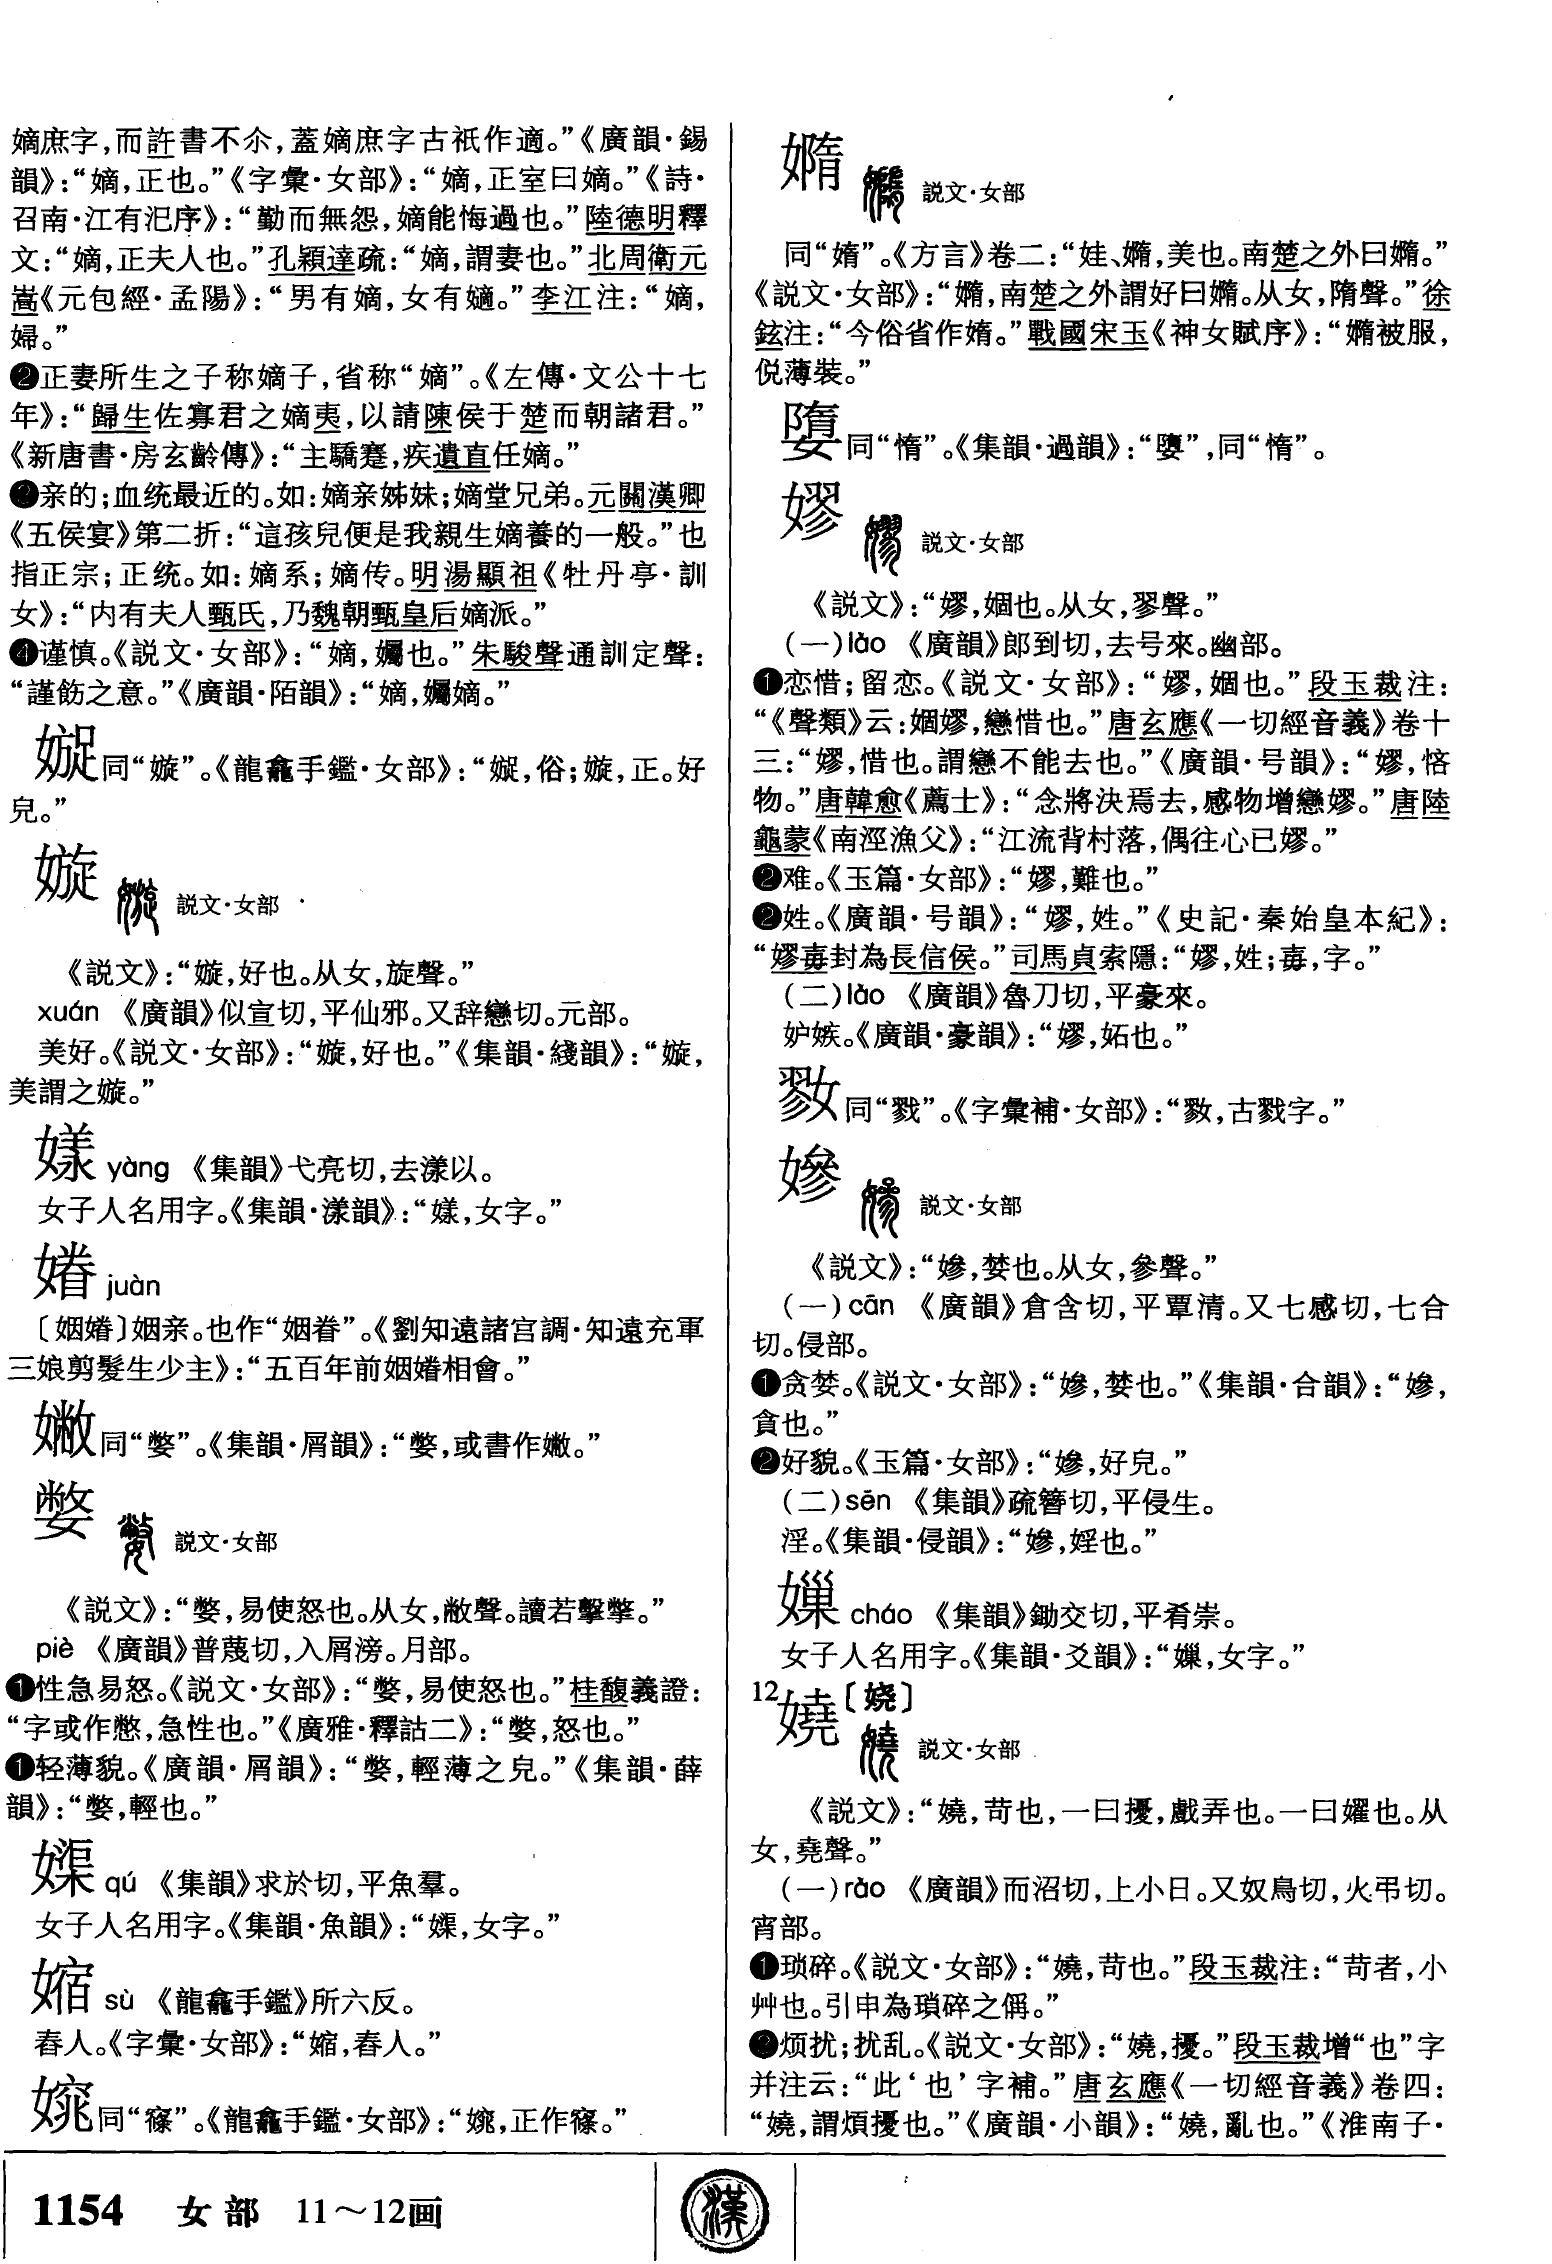 嫡庶字，而許書不尒，蓋嫡庶字古衹作適。”《廣韻·錫
韻》：“嫡，正也。”《字彙·女部》：“嫡，正室曰嫡。”《詩·
召南·江有汜序》：“勤而無怨，嫡能悔過也。”陸德明釋
文：“嫡，正夫人也。”孔穎達疏：“嫡，謂妻也。”北周衛元
嵩《元包經·孟陽》：“男有嫡，女有𡡾。”李江注：“嫡，
婦。”
❷正妻所生之子称嫡子，省称“嫡”。《左傳·文公十七
年》：“歸生佐寡君之嫡夷，以請陳侯于楚而朝諸君。”
《新唐書·房玄齡傳》：“主驕蹇，疾遺直任嫡。”
❷亲的；血统最近的。如：嫡亲姊妹；嫡堂兄弟。元關漢卿
《五侯宴》第二折：“這孩兒便是我親生嫡養的一般。”也
指正宗；正统。如：嫡系；嫡传。明湯顯祖《牡丹亭·訓
女》：“内有夫人甄氏，乃魏朝甄皇后嫡派。”
❹谨慎。《説文·女部》：“嫡，孎也。”朱駿聲通訓定聲：
“謹飭之意。”《廣韻·陌韻》：“嫡，孎嫡。”
同“嫙”。《龍龕手鑑·女部》：“娖，俗；嫙，正。好
皃。”
嫙 説文·女部
《説文》：“嫙，好也。从女，旋聲。”
xuán 《廣韻》似宣切，平仙邪。又辞戀切。元部。
美好。《説文·女部》：“嫙，好也。”《集韻·綫韻》：“嫙，
美謂之嫙。”
嬍 yàng 《集韻》弋亮切，去漾以。
女子人名用字。《集韻·漾韻》：“様，女字。”
媋 juàn
〔姻媋〕姻亲。也作“姻眷”。《劉知遠諸宫調·知遠充軍
三娘剪髮生少主》：“五百年前姻媋相會。”
嫳同“嫳”。《集韻·屑韻》：“嫳，或書作㜩。”
嫳 説文·女部
《説文》：“嫳，易使怒也。从女，敝聲。讀若擊撆。”
piè 《廣韻》普蔑切，入屑滂。月部。
❶性急易怒。《説文·女部》：“嫳，易使怒也。”桂馥義證：
“字或作憋，急性也。”《廣雅·釋詁二》：“嫳，怒也。”
❶轻薄貌。《廣韻·屑韻》：“嫳，輕薄之皃。”《集韻·薛
韻》：“嫳，輕也。”
㜘 qú 《集韻》求於切，平魚羣。
女子人名用字。《集韻·魚韻》：“㜘，女字。”
㜚 sù 《龍龕手鑑》所六反。
舂人。《字彙·女部》：“㜚，舂人。”
同“窱”。《龍龕手鑑·女部》：“㛼，正作窱。”
嫷 説文·女部
同“媠”。《方言》卷二：“娃、嫷，美也。南楚之外曰嫷。”
《説文·女部》：“嫷，南楚之外謂好曰嫷。从女，隋聲。”徐
鉉注：“今俗省作媠。”戰國宋玉《神女賦序》：“嫷被服，
侻薄裝。”
嫛同“惰”。《集韻·過韻》：“㜅”，同“惰”。
嫪 説文·女部
《説文》：“嫪，婟也。从女，翏聲。”
（一）lào 《廣韻》郎到切，去号來。幽部。
❶恋惜；留恋。《説文·女部》：“嫪，婟也。”段玉裁注：
“《聲類》云：婟嫪，戀惜也。”唐玄應《一切經音義》卷十
三：“嫪，惜也。謂戀不能去也。”《廣韻·号韻》：“嫪，悋
物。”唐韓愈《薦士》：“念將決焉去，感物增戀嫪。”唐陸
龜蒙《南涇漁父》：“江流背村落，偶往心已嫪。”
❷难。《玉篇·女部》：“嫪，難也。”
❷姓。《廣韻·号韻》：“嫪，姓。”《史記·秦始皇本紀》：
“嫪毐封為長信侯。”司馬貞索隱：“嫪，姓；毐，字。”
（二）lào 《廣韻》魯刀切，平豪來。
妒嫉。《廣韻·豪韻》：“嫪，妬也。”
同“戮”。《字彙補·女部》：“㜊，古戮字。”
嫸 説文·女部
《説文》：“嬠，婪也。从女，參聲。”
（一）cān 《廣韻》倉含切，平覃清。又七感切，七合
切。侵部。
❶贪婪。《説文·女部》：“嬠，婪也。”《集韻·合韻》：“嬠，
貪也。”
❷好貌。《玉篇·女部》：“嬠，好皃。”
（二）sēn 《集韻》疏簪切，平侵生。
淫。《集韻·侵韻》：“嬠，婬也。”
㜈 cháo 《集韻》鋤交切，平肴崇。
女子人名用字。《集韻·爻韻》：“㜈，女字。”
12 嬈〔娆〕 説文·女部
《説文》：“嬈，苛也，一曰擾，戲弄也。一曰嬥也。从
女，堯聲。”
（一）rǎo 《廣韻》而沼切，上小日。又奴鳥切，火弔切。
宵部。
❶琐碎。《説文·女部》：“嬈，苛也。”段玉裁注：“苛者，小
艸也。引申為瑣碎之偁。”
❷烦扰；扰乱。《説文·女部》：“嬈，擾。”段玉裁增“也”字
并注云：“此‘也’字補。”唐玄應《一切經音義》卷四：
“嬈，謂煩擾也。”《廣韻·小韻》：“嬈，亂也。”《淮南子·
1154 女部 11～12画
漢